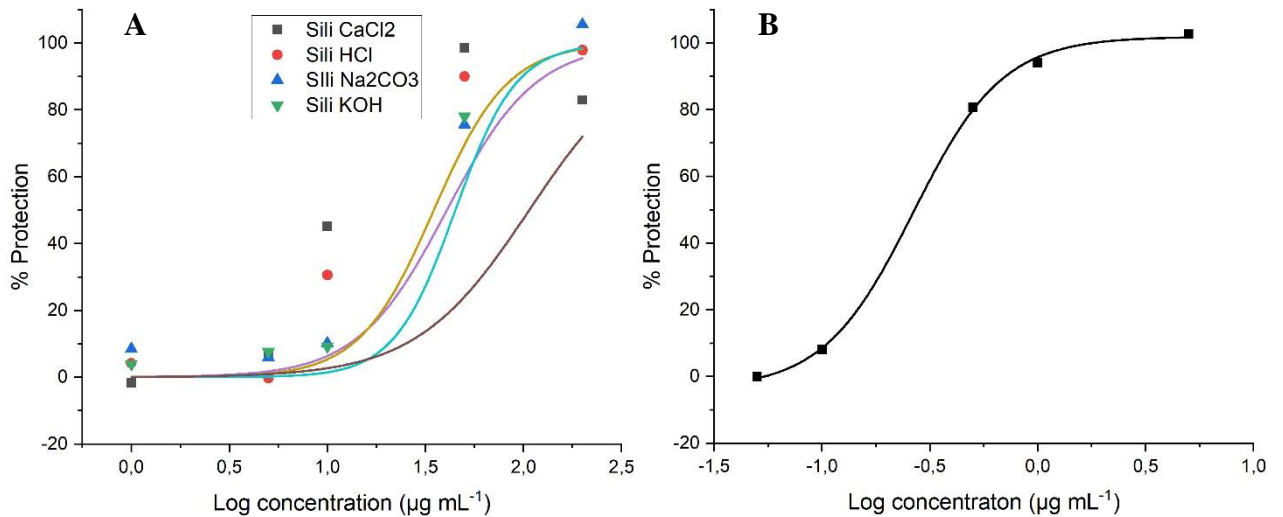 A
Sili CaCl2
Sili HCl
SIli Na2CO3
Sili KOH
% Protection
100
80
60
40
20
0
-20
0,0 0,5 1,0 1,5 2,0 2,5
Log concentration (µg mL-1)
B
% Protection
100
80
60
40
20
0
-20
-1,5 -1,0 -0,5 0,0 0,5 1,0
Log concentraton (µg mL-1)